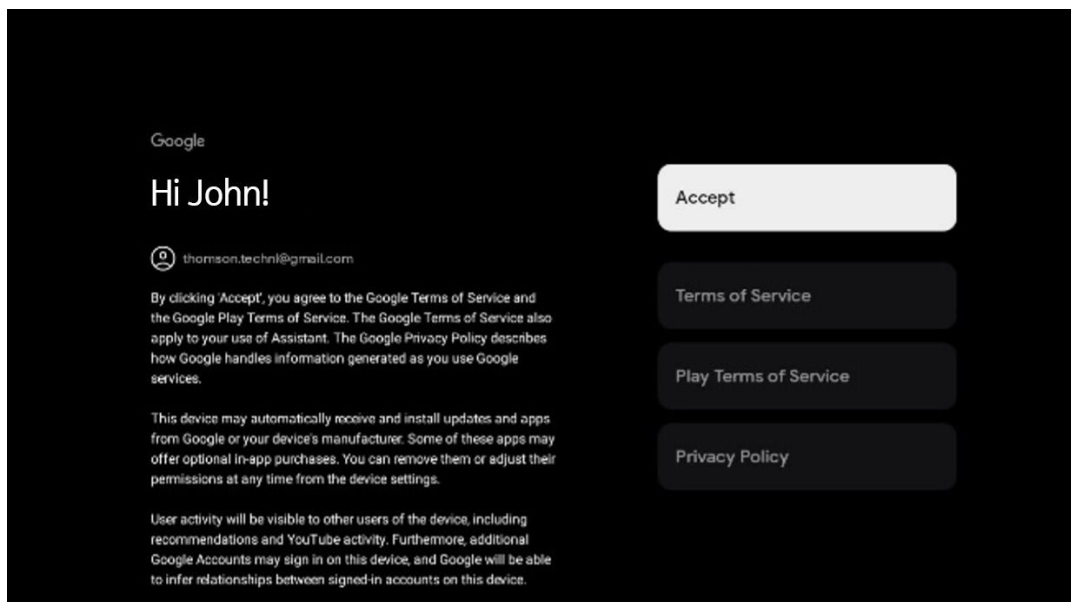 Google
Hi John!
thomson.technl@gmail.com
By clicking 'Accept', you agree to the Google Terms of Service and
the Google Play Terms of Service. The Google Terms of Service also
apply to your use of Assistant. The Google Privacy Policy describes
how Google handles information generated as you use Google
services.
This device may automatically receive and install updates and apps
from Google or your device's manufacturer. Some of these apps may
offer optional in-app purchases. You can remove them or adjust their
permissions at any time from the device settings.
User activity will be visible to other users of the device, including
recommendations and YouTube activity. Furthermore, additional
Google Accounts may sign in on this device, and Google will be able
to infer relationships between signed-in accounts on this device.
Accept
Terms of Service
Play Terms of Service
Privacy Policy